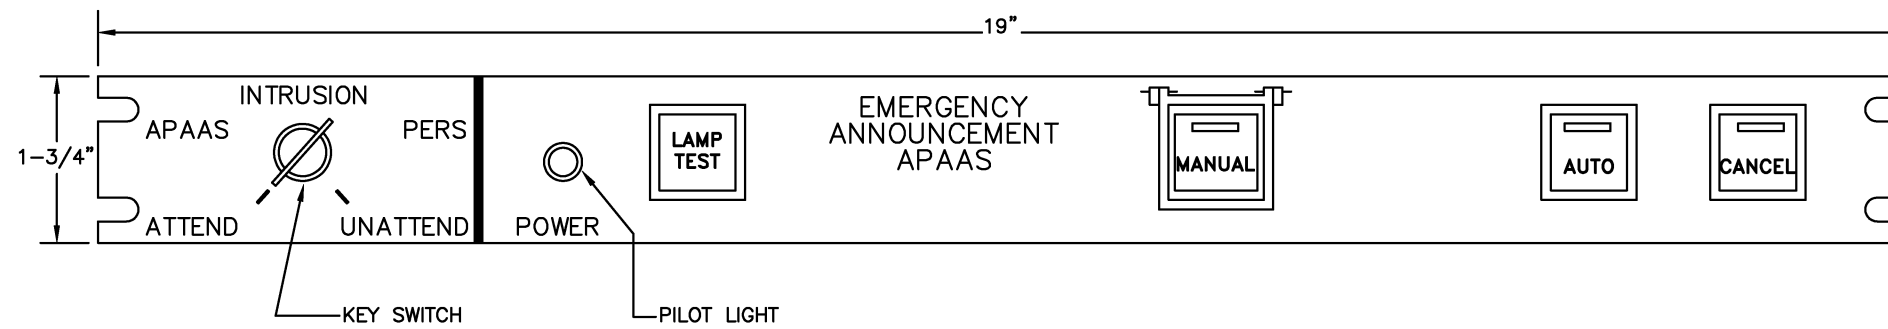 19"
1-3/4"
INTRUSION
APAAS
PERS
ATTEND
UNATTEND
POWER
LAMP
TEST
EMERGENCY
ANNOUNCEMENT
APAAS
MANUAL
AUTO
CANCEL
KEY SWITCH
PILOT LIGHT